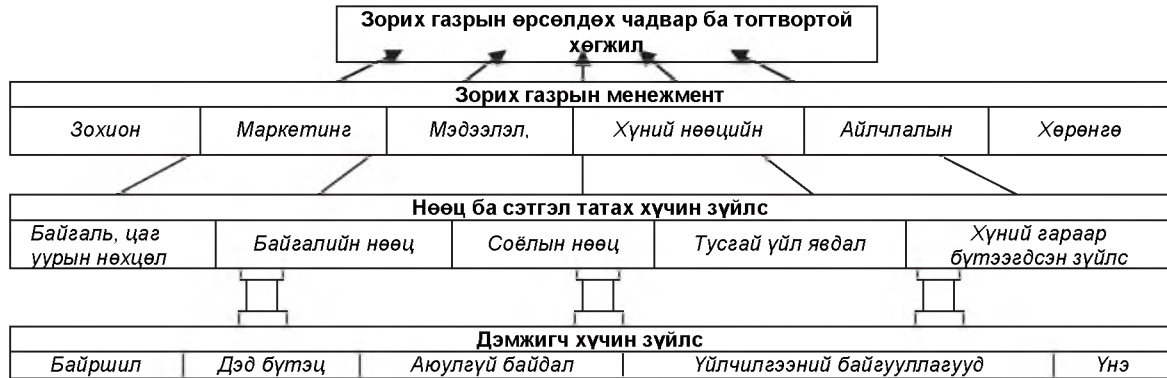 Зорих газрын өрсөлдөх чадвар ба тогтвортой
хөгжил
Зорих газрын менежмент
Зохион Маркетинг Мэдээлэл, Хүний нөөцийн Айлчлалын Хөрөнгө
Нөөц ба сэтгэл татах хүчин зүйлс
Байгаль, цаг
уурын нөхцөл
Байгалийн нөөц
Соёлын нөөц
Тусгай үйл явдал
Хүний гараар
бүтээгдсэн зүйлс
Дэмжигч хүчин зүйлс
Байршил Дэд бүтэц Аюулгүй байдал Үйлчилгээний байгууллагууд Үнэ